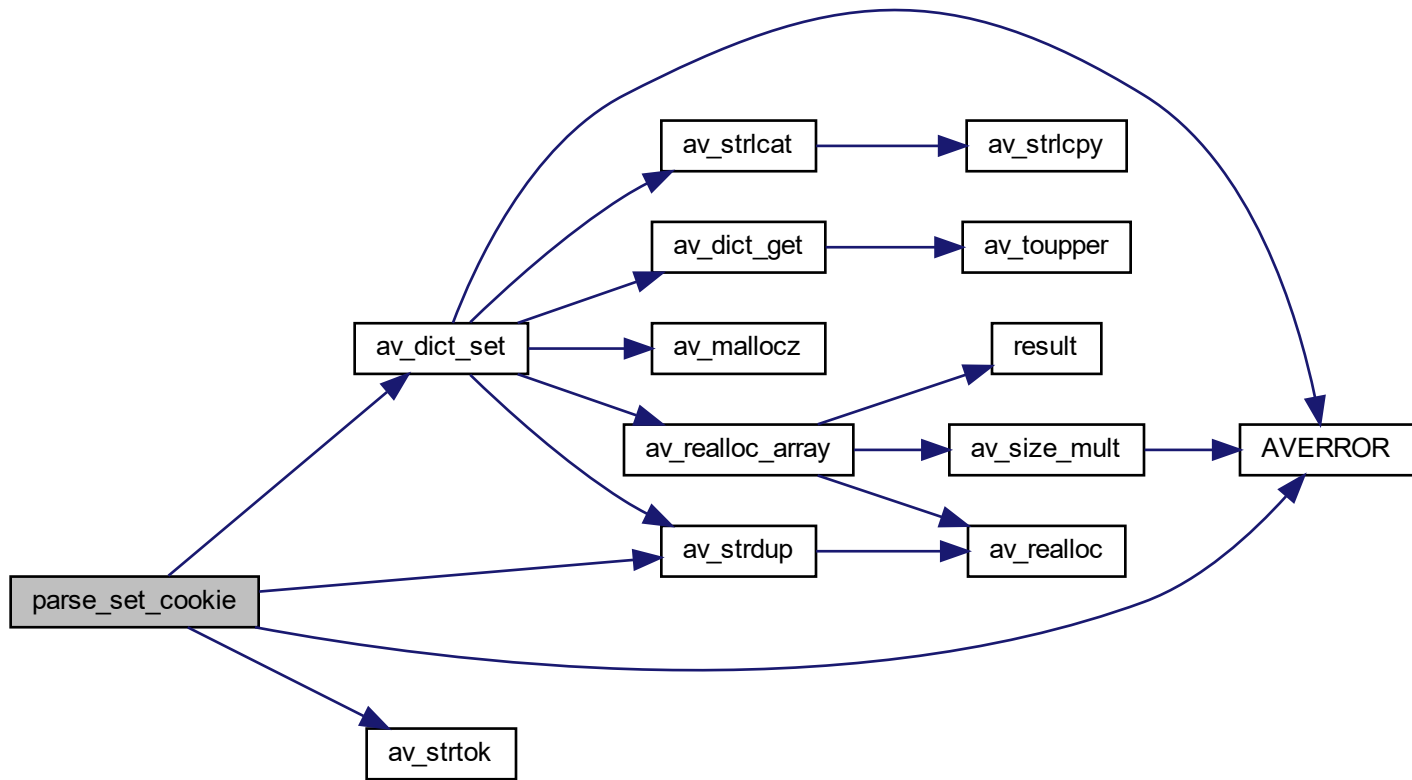 av_strlcat
av_strlcpy
av_dict_get
av_toupper
av_dict_set
av_mallocz
result
av_realloc_array
av_size_mult
AVERROR
av_strdup
av_realloc
parse_set_cookie
av_strtok